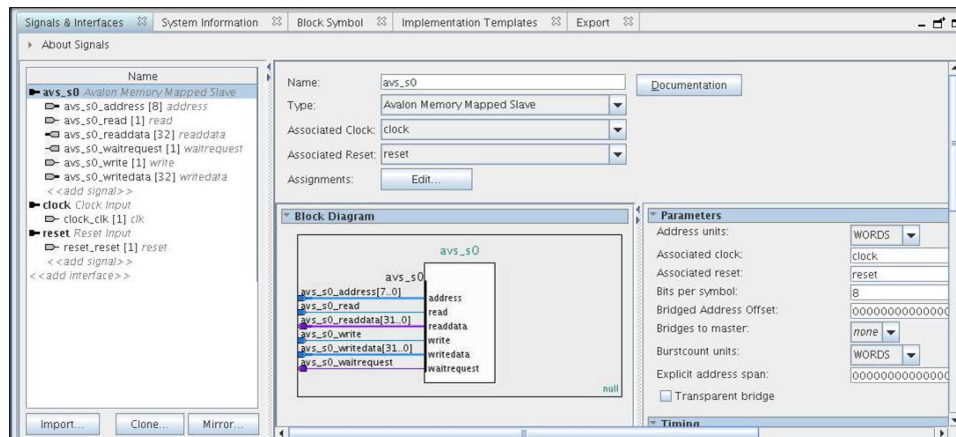 Signals & Interfaces System Information Block Symbol Implementation Templates Export
About Signals
Name
avs_s0 Avalon Memory Mapped Slave
avs_s0_address [8] address
avs_s0_read [1] read
avs_s0_readdata [32] readdata
avs_s0_waitrequest [1] waitrequest
avs_s0_write [1] write
avs_s0_writedata [32] writedata
<<add signal>>
clock Clock Input
clock_clk [1] clk
reset Reset Input
reset_reset [1] reset
<<add signal>>
<<add interface>>
Import... Clone... Mirror...
Name: avs_s0
Documentation
Type: Avalon Memory Mapped Slave
Associated Clock: clock
Associated Reset: reset
Assignments: Edit...
Block Diagram
avs_s0
avs_s0
avs_s0_address[7..0] address
avs_s0_read read
avs_s0_readdata[31..0] readdata
avs_s0_write write
avs_s0_writedata[31..0] writedata
avs_s0_waitrequest waitrequest
null
Parameters
Address units: WORDS
Associated clock: clock
Associated reset: reset
Bits per symbol: 8
Bridged Address Offset: 00000000000000
Bridges to master: none
Burstcount units: WORDS
Explicit address span: 00000000000000
Transparent bridge
Timing